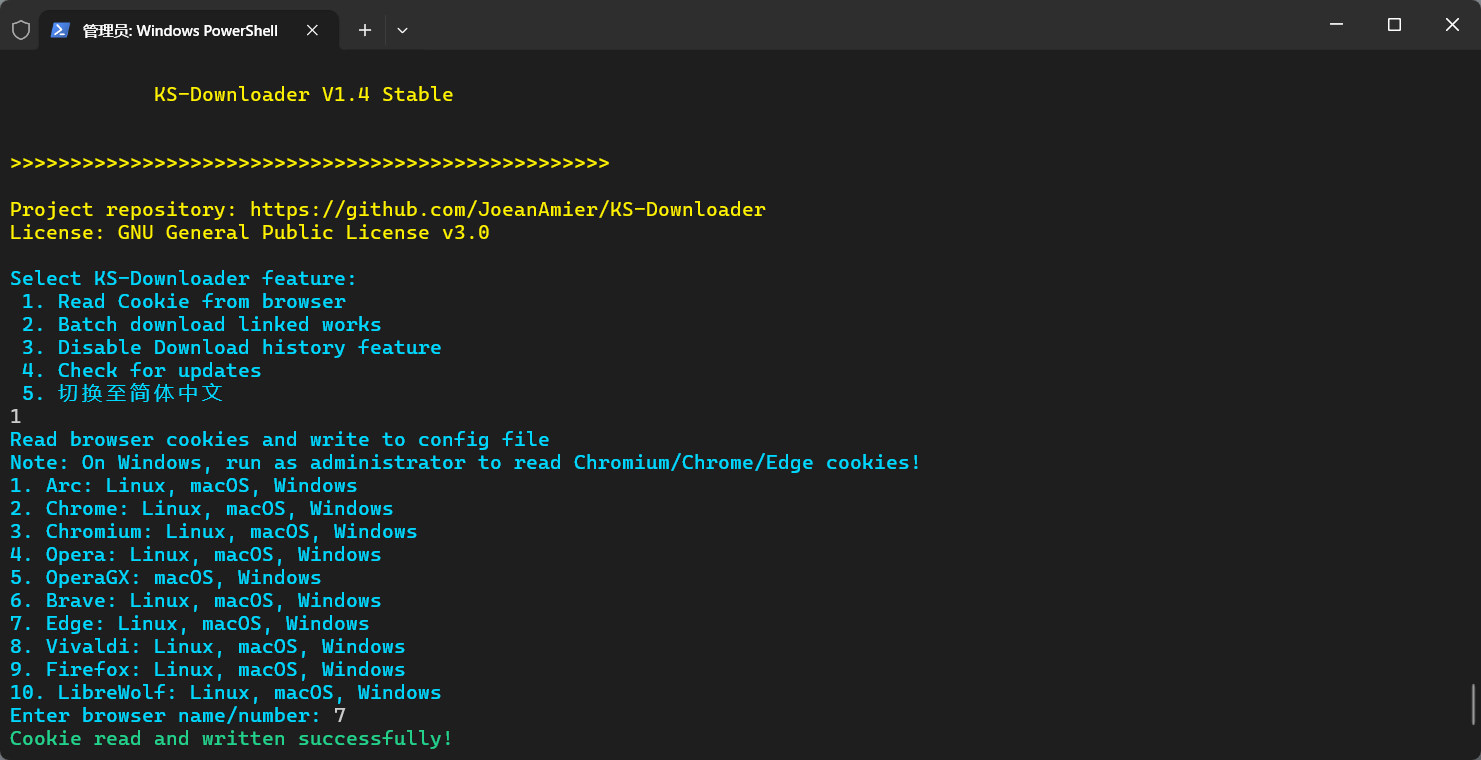 管理员: Windows PowerShell
KS-Downloader V1.4 Stable
>>>>>>>>>>>>>>>>>>>>>>>>>>>>>>>>>>>>>>>>>>>>>>>>>>
Project repository: https://github.com/JoeanAmier/KS-Downloader
License: GNU General Public License v3.0
Select KS-Downloader feature:
1. Read Cookie from browser
2. Batch download linked works
3. Disable Download history feature
4. Check for updates
5. 切换至简体中文
1
Read browser cookies and write to config file
Note: On Windows, run as administrator to read Chromium/Chrome/Edge cookies!
1. Arc: Linux, macOS, Windows
2. Chrome: Linux, macOS, Windows
3. Chromium: Linux, macOS, Windows
4. Opera: Linux, macOS, Windows
5. OperaGX: macOS, Windows
6. Brave: Linux, macOS, Windows
7. Edge: Linux, macOS, Windows
8. Vivaldi: Linux, macOS, Windows
9. Firefox: Linux, macOS, Windows
10. LibreWolf: Linux, macOS, Windows
Enter browser name/number: 7
Cookie read and written successfully!